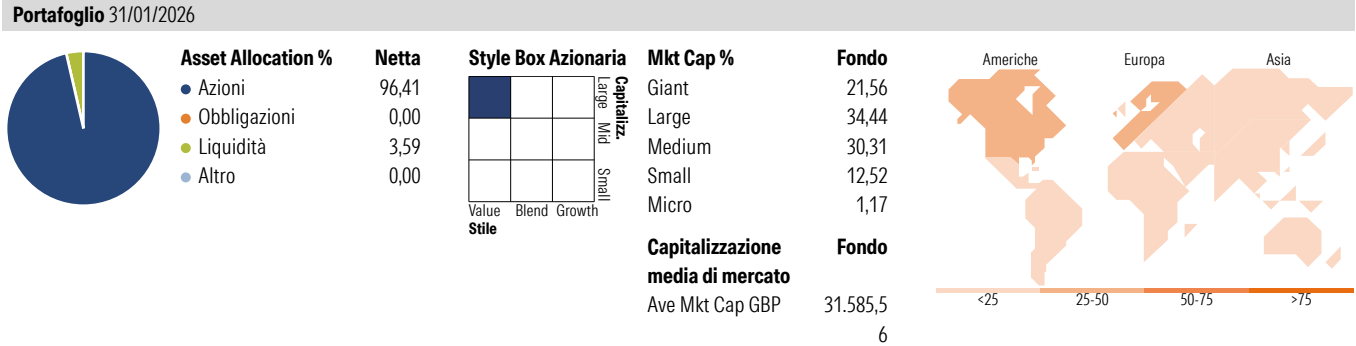 Portafoglio 31/01/2026
Asset Allocation % Netta
Azioni 96,41
Obbligazioni 0,00
Liquidità 3,59
Altro 0,00
Style Box Azionaria
Capitalizz.
Large
Mid
Small
Value Blend Growth
Stile
Mkt Cap % Fondo
Giant 21,56
Large 34,44
Medium 30,31
Small 12,52
Micro 1,17
Capitalizzazione Fondo
media di mercato
Ave Mkt Cap GBP 31.585,5
6
Americhe Europa Asia
<25 25-50 50-75 >75